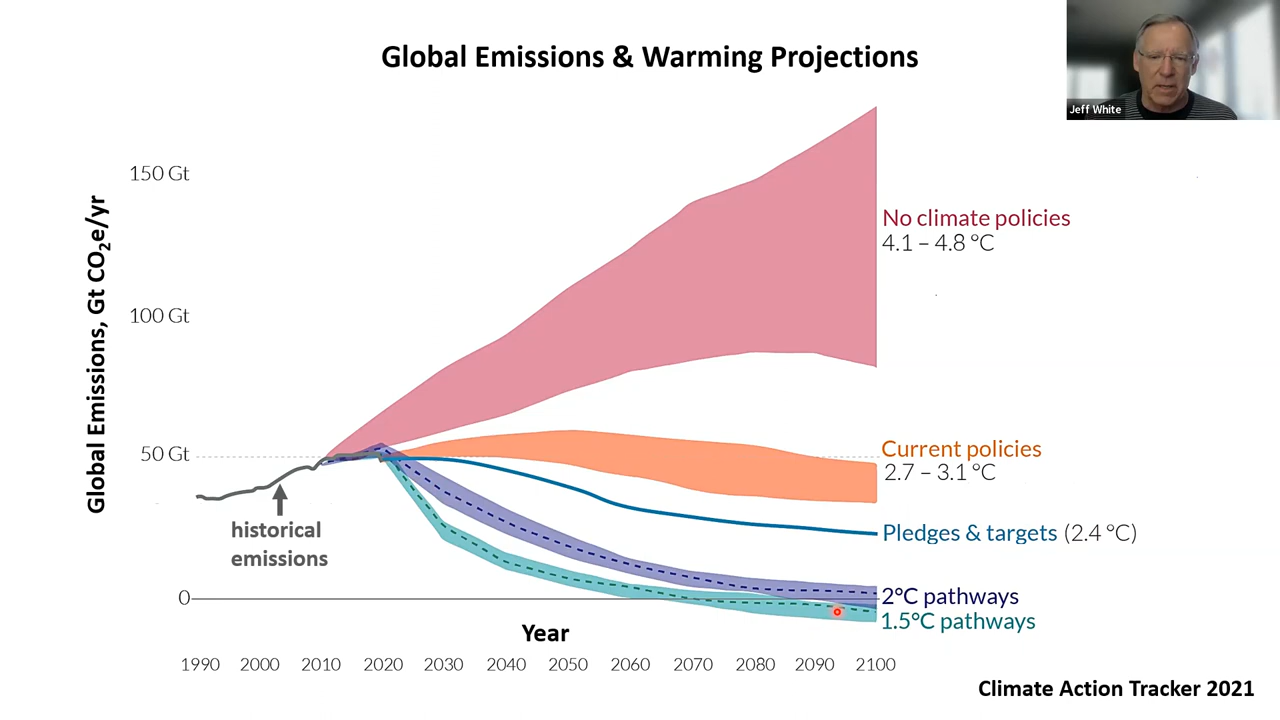 Global Emissions & Warming Projections
Jeff White
Global Emissions, Gt CO₂e/yr
150 Gt
100 Gt
50 Gt
0
No climate policies
4.1 – 4.8 °C
Current policies
2.7 – 3.1 °C
Pledges & targets (2.4 °C)
2°C pathways
1.5°C pathways
historical
emissions
Year
1990 2000 2010 2020 2030 2040 2050 2060 2070 2080 2090 2100
Climate Action Tracker 2021